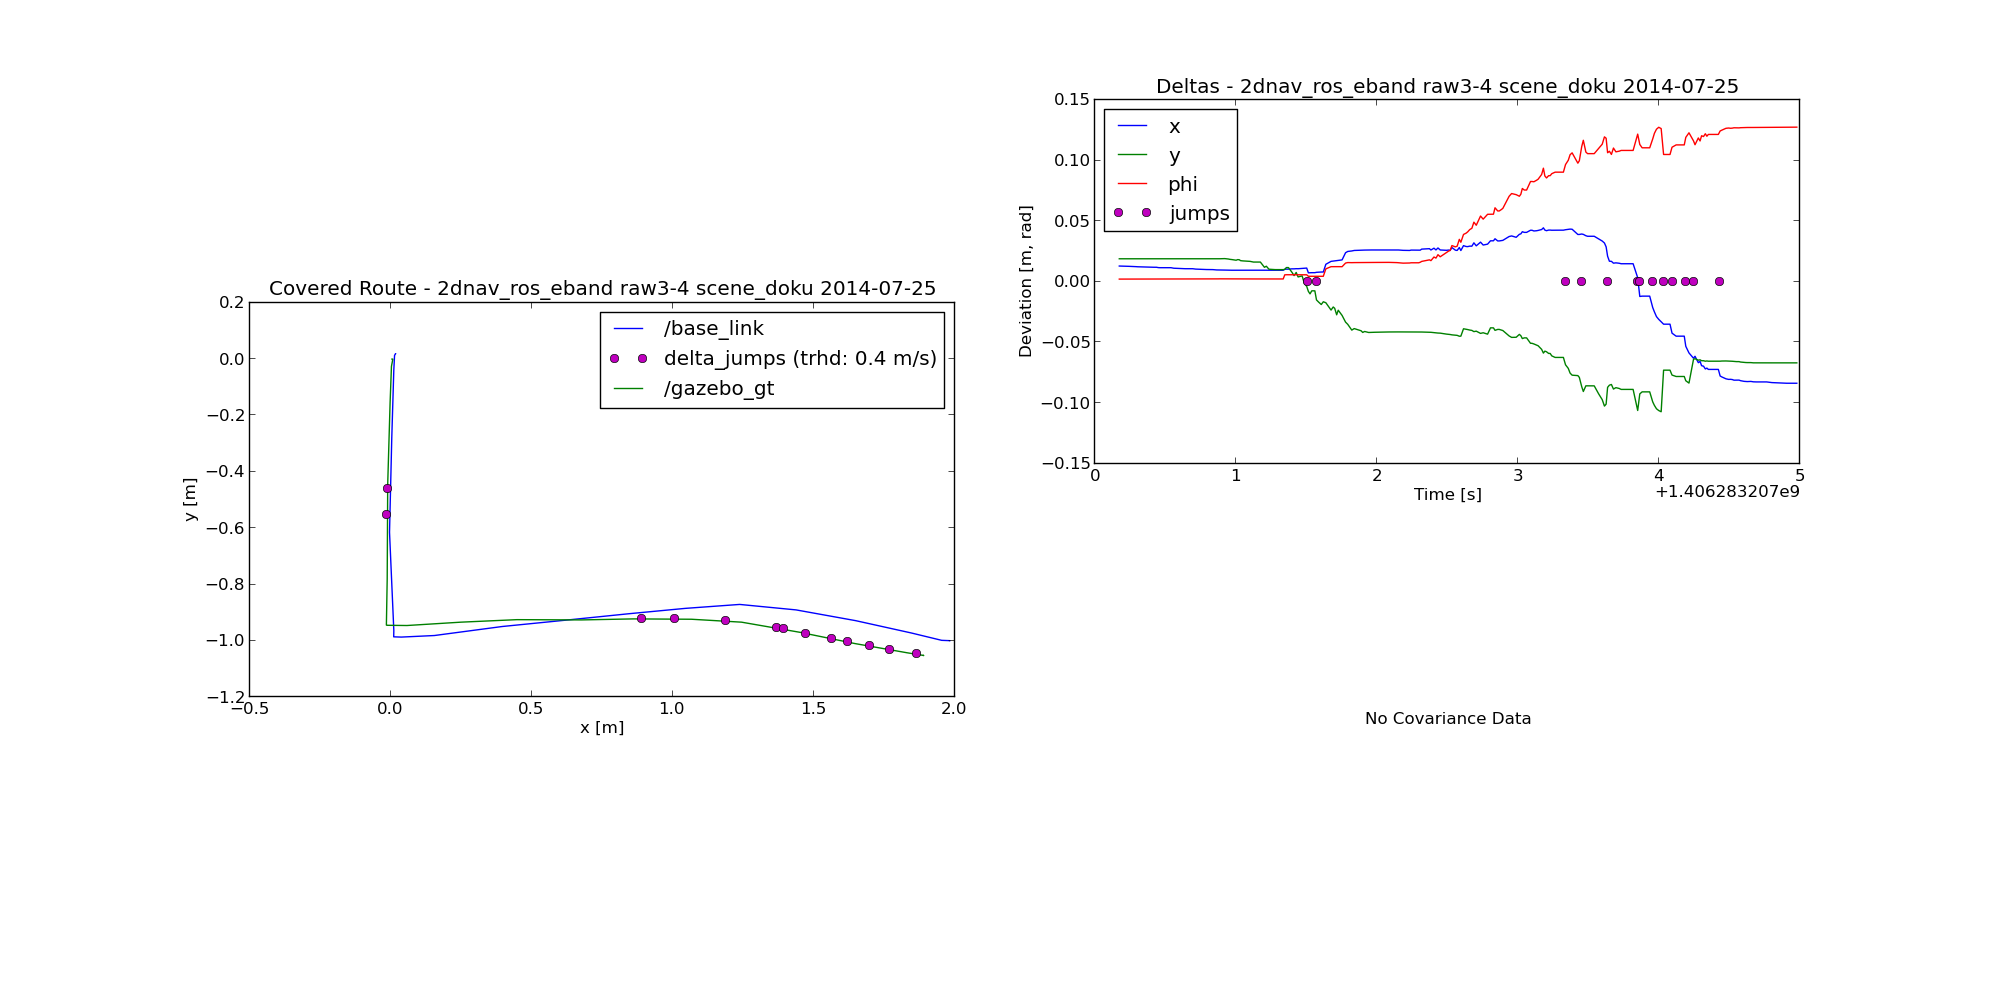 Covered Route - 2dnav_ros_eband raw3-4 scene_doku 2014-07-25
/base_link
delta_jumps (trhd: 0.4 m/s)
/gazebo_gt
0.2
0.0
−0.2
−0.4
−0.6
−0.8
−1.0
−1.2
y [m]
−0.5
0.0
0.5
1.0
1.5
2.0
x [m]
Deltas - 2dnav_ros_eband raw3-4 scene_doku 2014-07-25
x
y
phi
jumps
0.15
0.10
0.05
0.00
−0.05
−0.10
−0.15
Deviation [m, rad]
0
1
2
3
4
5
Time [s]
+1.406283207e9
No Covariance Data